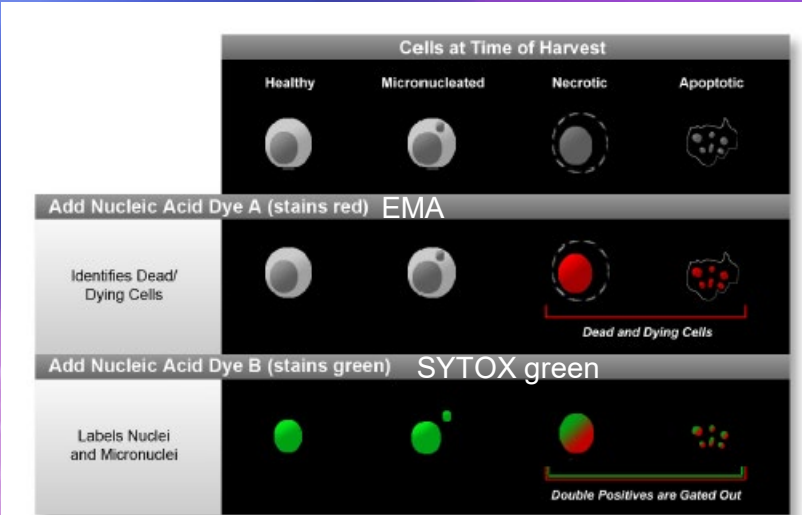 Cells at Time of Harvest
Healthy Micronucleated Necrotic Apoptotic
Add Nucleic Acid Dye A (stains red) EMA
Identifies Dead/
Dying Cells
Dead and Dying Cells
Add Nucleic Acid Dye B (stains green) SYTOX green
Labels Nuclei
and Micronuclei
Double Positives are Gated Out